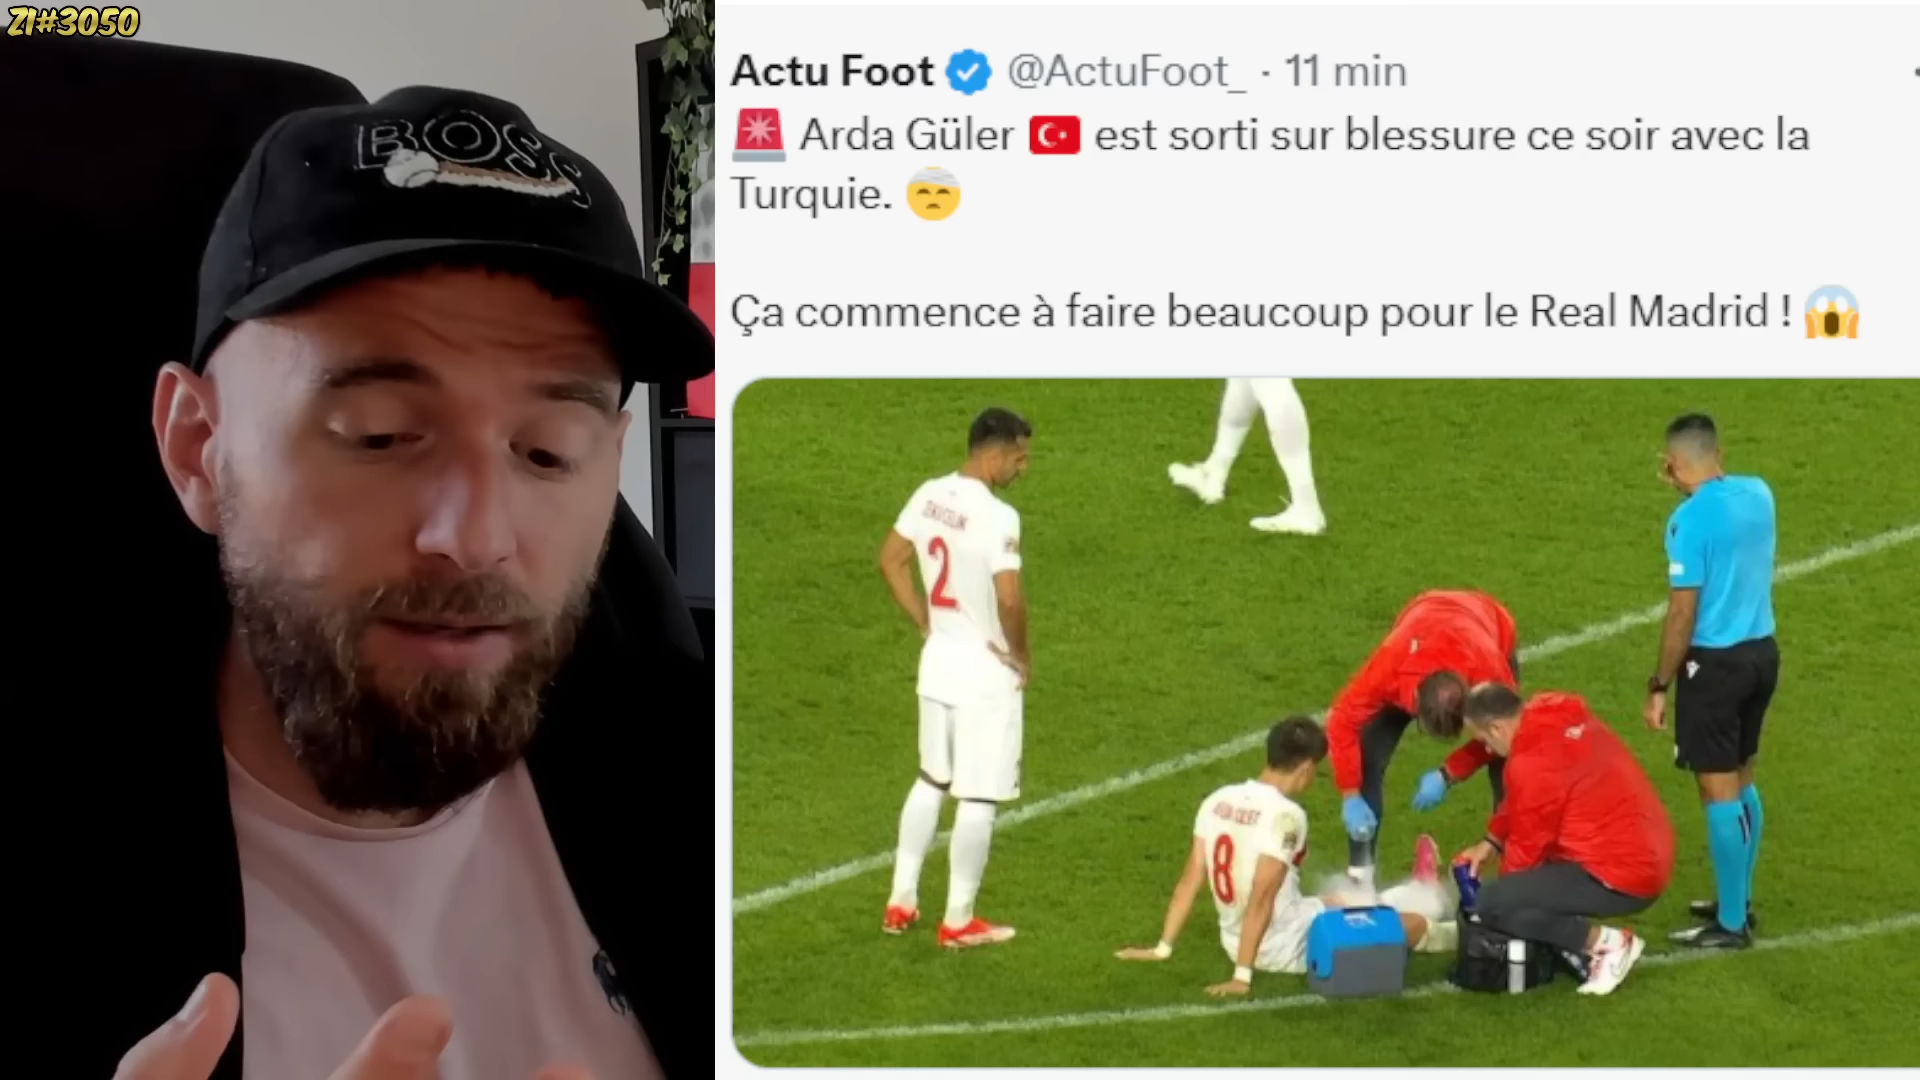 ZI#3050
BOSS
Actu Foot @ActuFoot_ · 11 min
Arda Güler est sorti sur blessure ce soir avec la
Turquie.
Ça commence à faire beaucoup pour le Real Madrid !
2
8